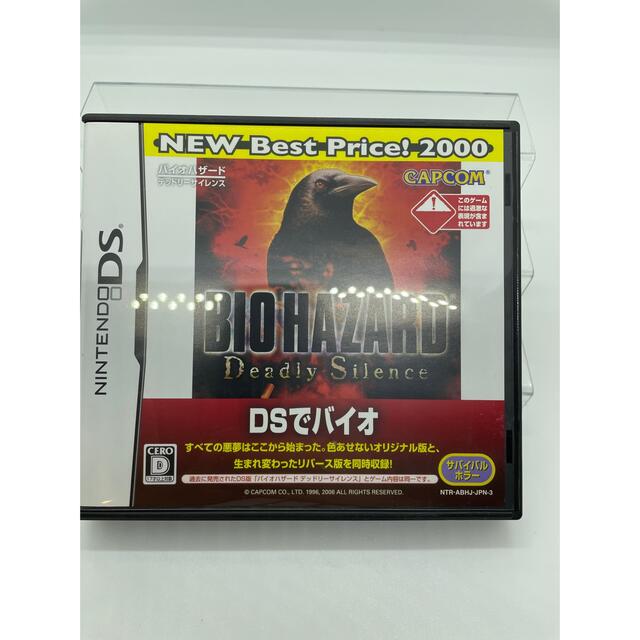 NEW Best Price! 2000
バイオハザード
デッドリーサイレンス
CAPCOM
このゲーム
には過激な
表現が含ま
れています
NINTENDO DS
BIOHAZARD
Deadly Silence
DSでバイオ
すべての悪夢はここから始まった。色あせないオリジナル版と、
生まれ変わったリバース版を同時収録!
CERO
D
17才以上対象
過去に発売されたDS版「バイオハザード デッドリーサイレンス」とゲーム内容は同一です。
サバイバル
ホラー
© CAPCOM CO., LTD. 1996, 2006 ALL RIGHTS RESERVED.
NTR-ABHJ-JPN-3